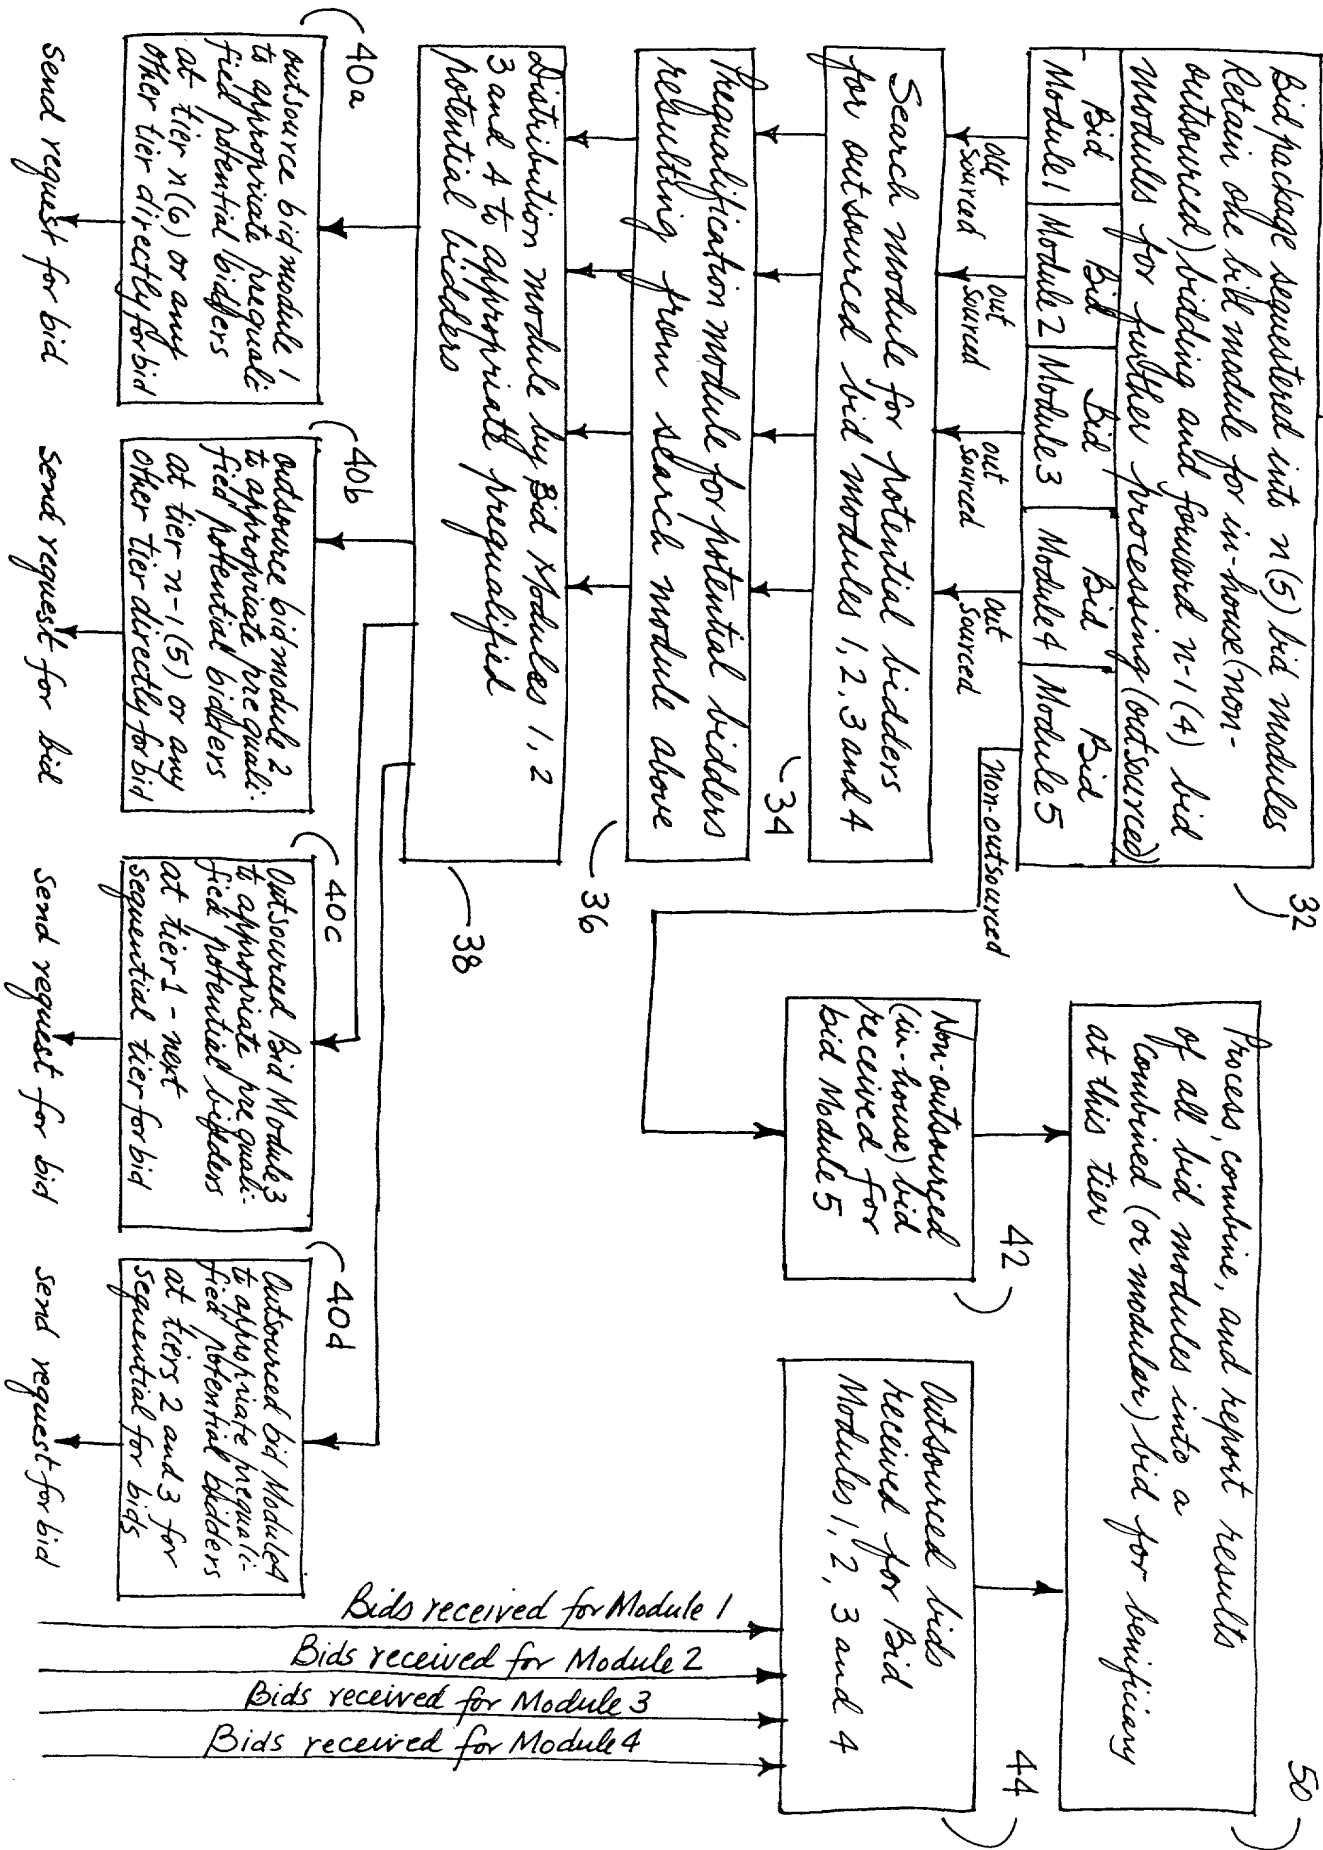 Bid package sequestered into n(5) bid modules
Retain one bid module for in-house (non-
outsourced) bidding and forward n-1(4) bid
modules for further processing (outsourced)
Bid
Module 1
Bid
Module 2
Bid
Module 3
Bid
Module 4
Bid
Module 5
32
out
sourced
out
sourced
out
sourced
out
sourced
non-outsourced
Search module for potential bidders
for outsourced bid modules 1, 2, 3 and 4
34
Prequalification module for potential bidders
resulting from search module above
36
Distribution module by Bid Modules 1, 2
3 and 4 to appropriate prequalified
potential bidders
38
40a
outsource bid module 1
to appropriate prequali
fied potential bidders
at tier n(6) or any
other tier directly for bid
Send request for bid
40b
outsource bid module 2
to appropriate prequali-
fied potential bidders
at tier n-1(5) or any
other tier directly for bid
Send request for bid
40c
Outsourced Bid Module 3
to appropriate prequali-
fied potential bidders
at tier 1 - next
sequential tier for bid
Send request for bid
40d
Outsourced bid Module 4
to appropriate prequali-
fied potential bidders
at tiers 2 and 3 for
sequential for bids
Send request for bid
Non-outsourced
(in-house) bid
received for
bid Module 5
42
Outsourced bids
received for Bid
Modules 1, 2, 3 and 4
44
Bids received for Module 1
Bids received for Module 2
Bids received for Module 3
Bids received for Module 4
Process, combine, and report results
of all bid modules into a
combined (or modular) bid for benificiary
at this tier
50